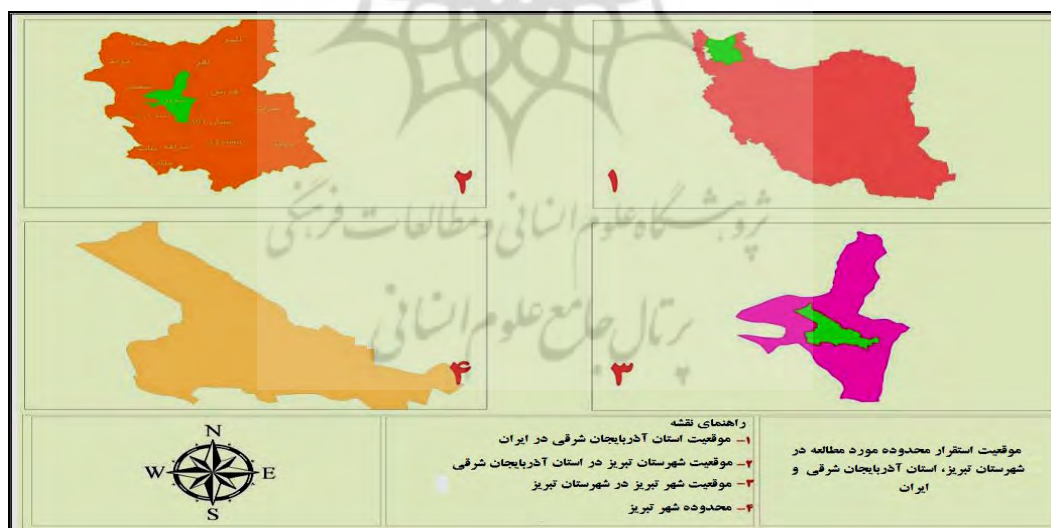 ۱
۲
اهر
پژوهشگاه علوم انسانی و مطالعات فرهنگی
پرتال جامع علوم انسانی
۳
۴
موقعیت استقرار محدوده مورد مطالعه در
شهرستان تبریز، استان آذربایجان شرقی و
ایران
راهنمای نقشه
۱- موقعیت استان آذربایجان شرقی در ایران
۲- موقعیت شهرستان تبریز در استان آذربایجان شرقی
۳- موقعیت شهر تبریز در شهرستان تبریز
۴- محدوده شهر تبریز
N
W E
S